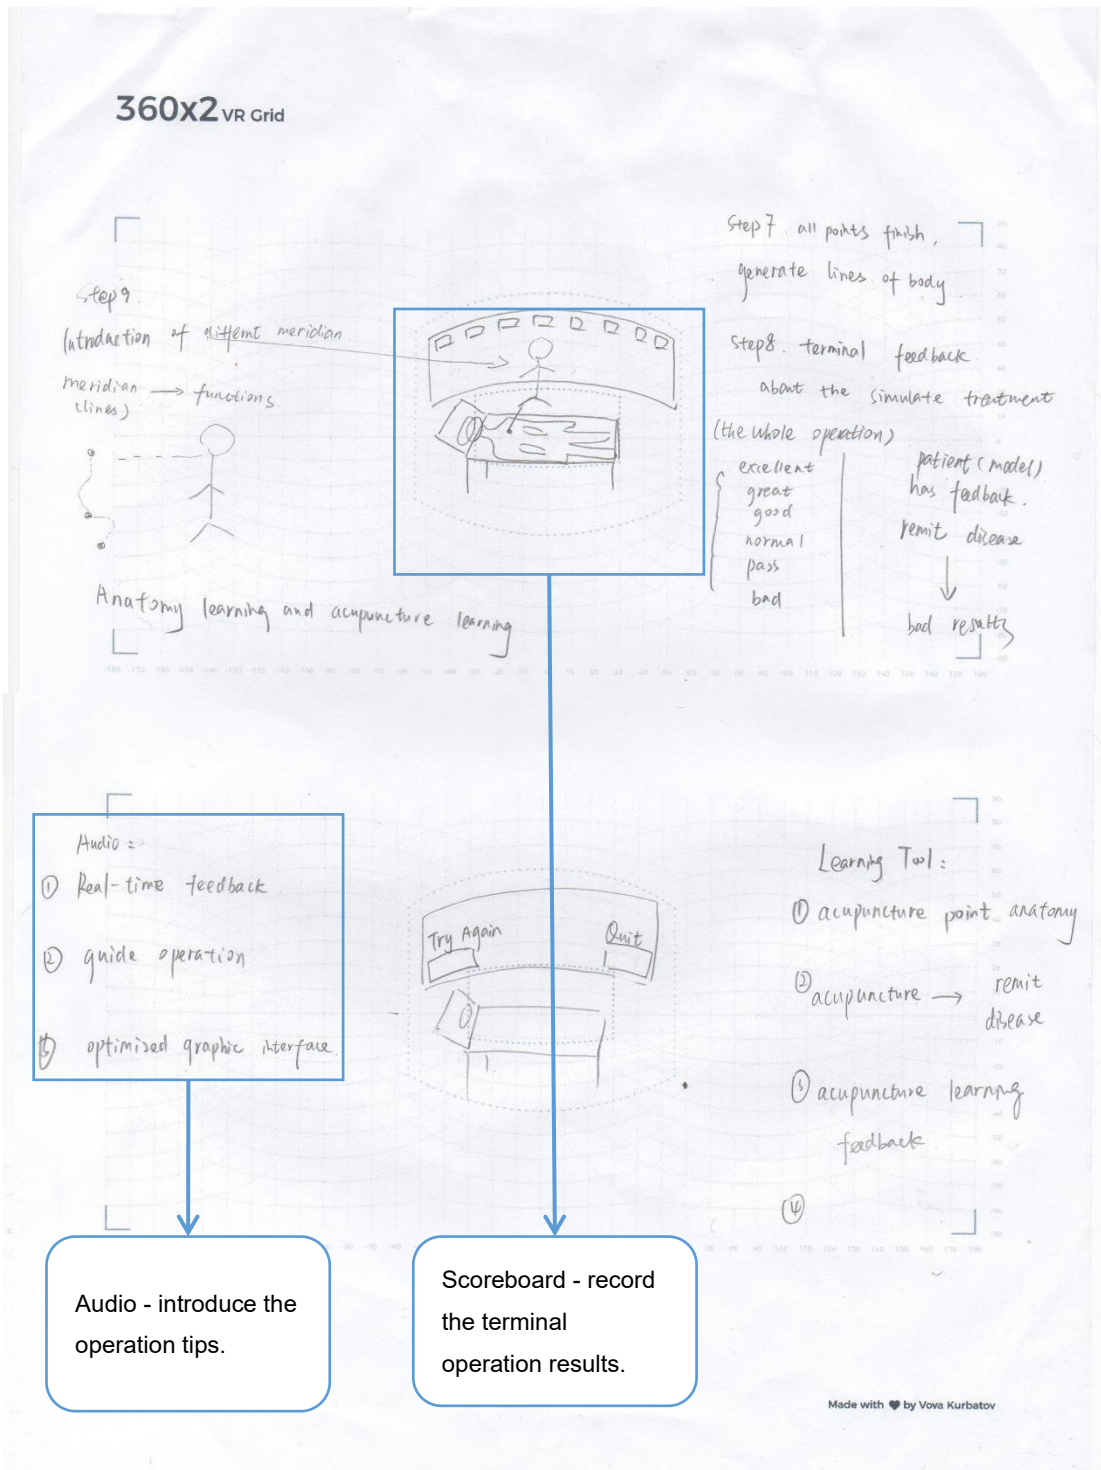 360x2 VR Grid
Step 7. all points finish,
generate lines of body
Step 9.
Introduction of differnt meridian
meridian → functions
(lines)
Step 8. terminal feedback
about the simulate treatment
(the whole operation)
excellent
great
good
normal
pass
bad
patient (model)
has feedback.
remit disease
bad results
Anatomy learning and acupuncture learning
Audio:
① Real-time feedback
② guide operation
③ optimized graphic interface.
Try Again
Quit
Learning Tool:
① acupuncture point anatomy
② acupuncture → remit
disease
③ acupuncture learning
feedback
④
Audio - introduce the
operation tips.
Scoreboard - record
the terminal
operation results.
Made with ♥ by Vova Kurbatov